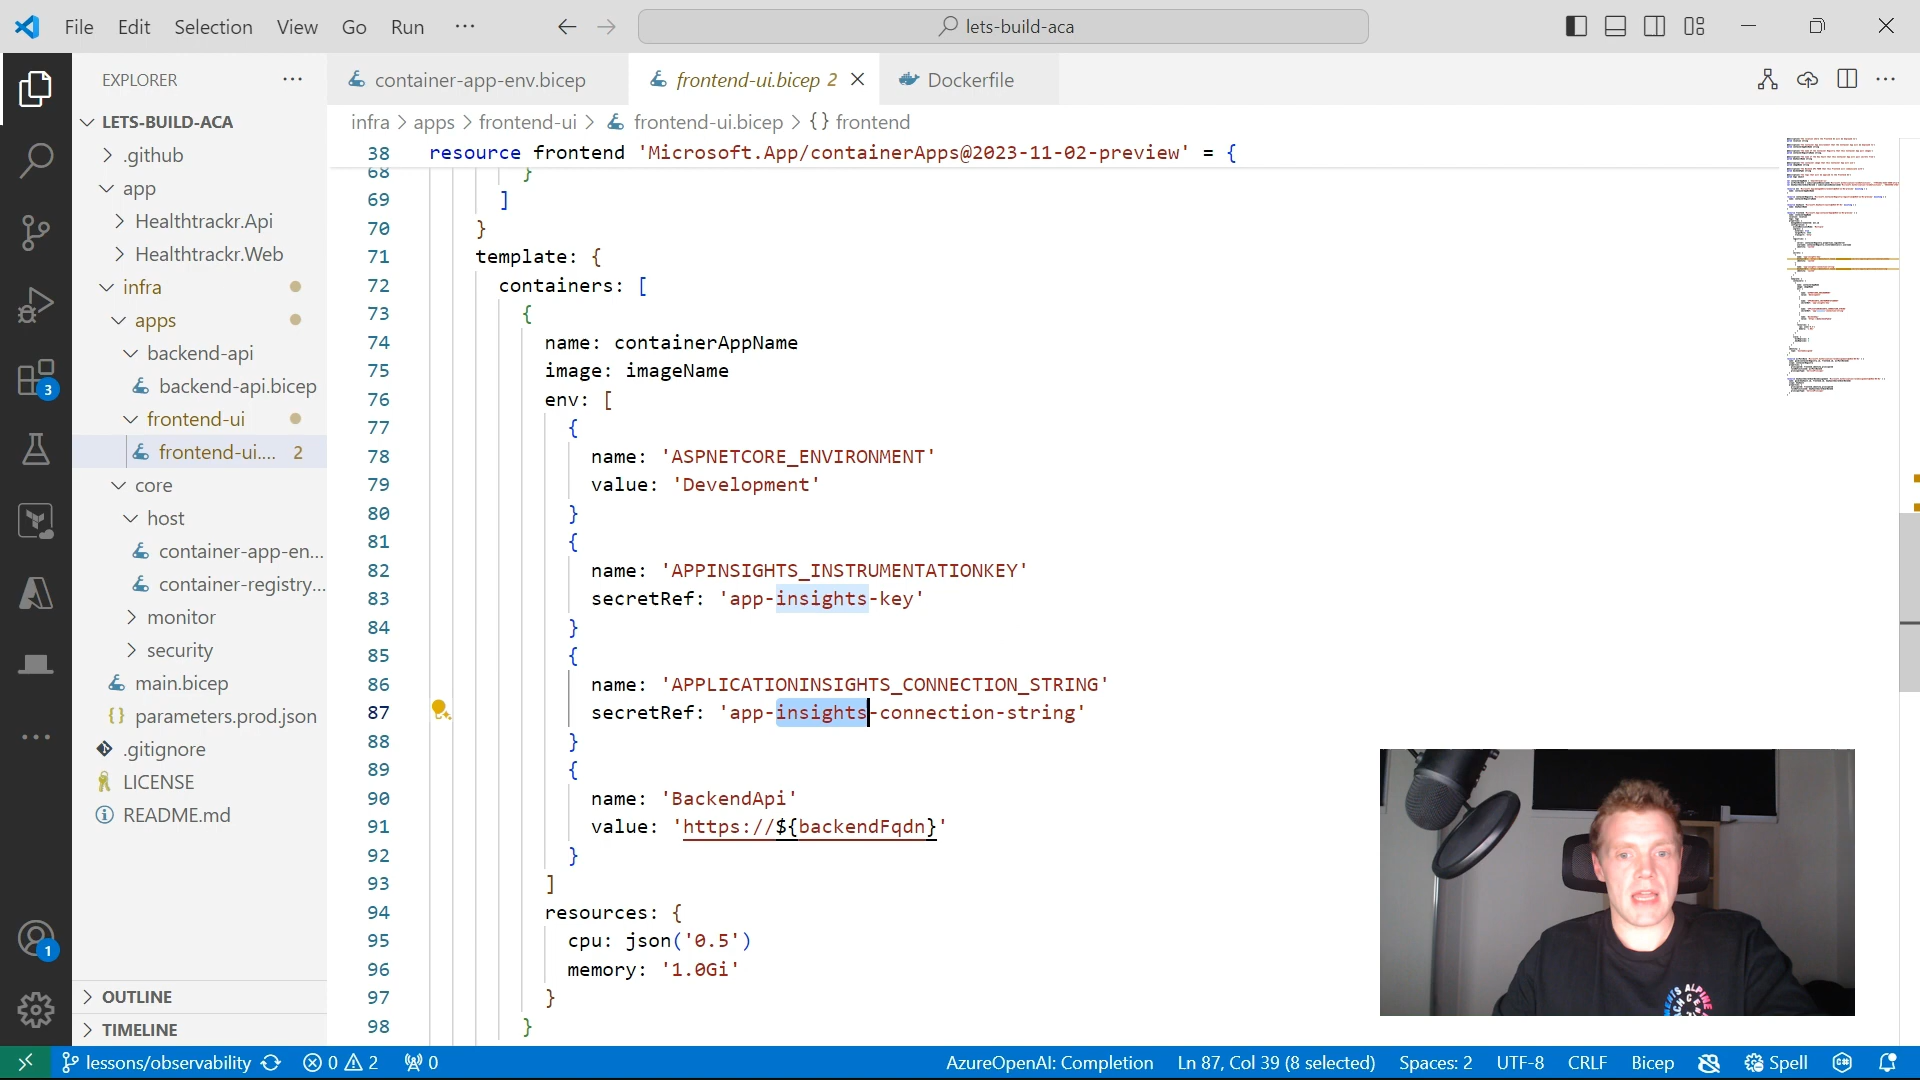 File Edit Selection View Go Run ··· lets-build-aca
EXPLORER ···
container-app-env.bicep frontend-ui.bicep 2 Dockerfile
infra > apps > frontend-ui > frontend-ui.bicep > {} frontend
LETS-BUILD-ACA
.github
app
Healthtrackr.Api
Healthtrackr.Web
infra
apps
backend-api
backend-api.bicep
frontend-ui
frontend-ui.... 2
core
host
container-app-en...
container-registry...
monitor
security
main.bicep
parameters.prod.json
.gitignore
LICENSE
README.md
OUTLINE
TIMELINE
3
1
38 resource frontend 'Microsoft.App/containerApps@2023-11-02-preview' = {
68 }
69 ]
70 }
71 template: {
72 containers: [
73 {
74 name: containerAppName
75 image: imageName
76 env: [
77 {
78 name: 'ASPNETCORE_ENVIRONMENT'
79 value: 'Development'
80 }
81 {
82 name: 'APPINSIGHTS_INSTRUMENTATIONKEY'
83 secretRef: 'app-insights-key'
84 }
85 {
86 name: 'APPLICATIONINSIGHTS_CONNECTION_STRING'
87 secretRef: 'app-insights-connection-string'
88 }
89 {
90 name: 'BackendApi'
91 value: 'https://${backendFqdn}'
92 }
93 ]
94 resources: {
95 cpu: json('0.5')
96 memory: '1.0Gi'
97 }
98 }
lessons/observability 0 2 0 AzureOpenAI: Completion Ln 87, Col 39 (8 selected) Spaces: 2 UTF-8 CRLF Bicep Spell